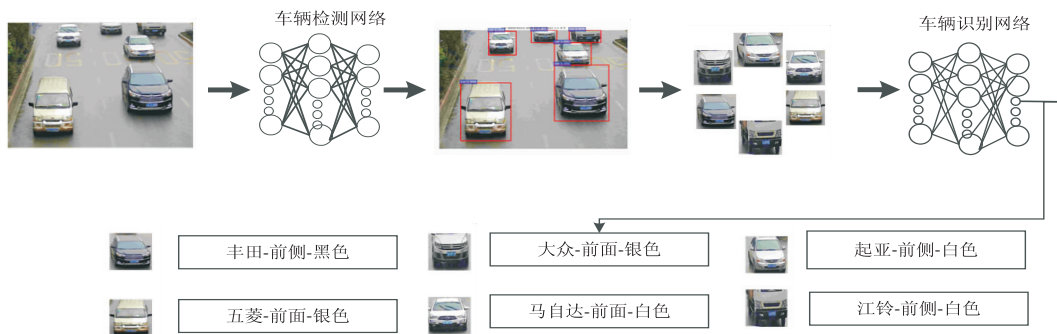 车辆检测网络
车辆识别网络
丰田-前侧-黑色
大众-前面-银色
起亚-前侧-白色
五菱-前面-银色
马自达-前面-白色
江铃-前侧-白色